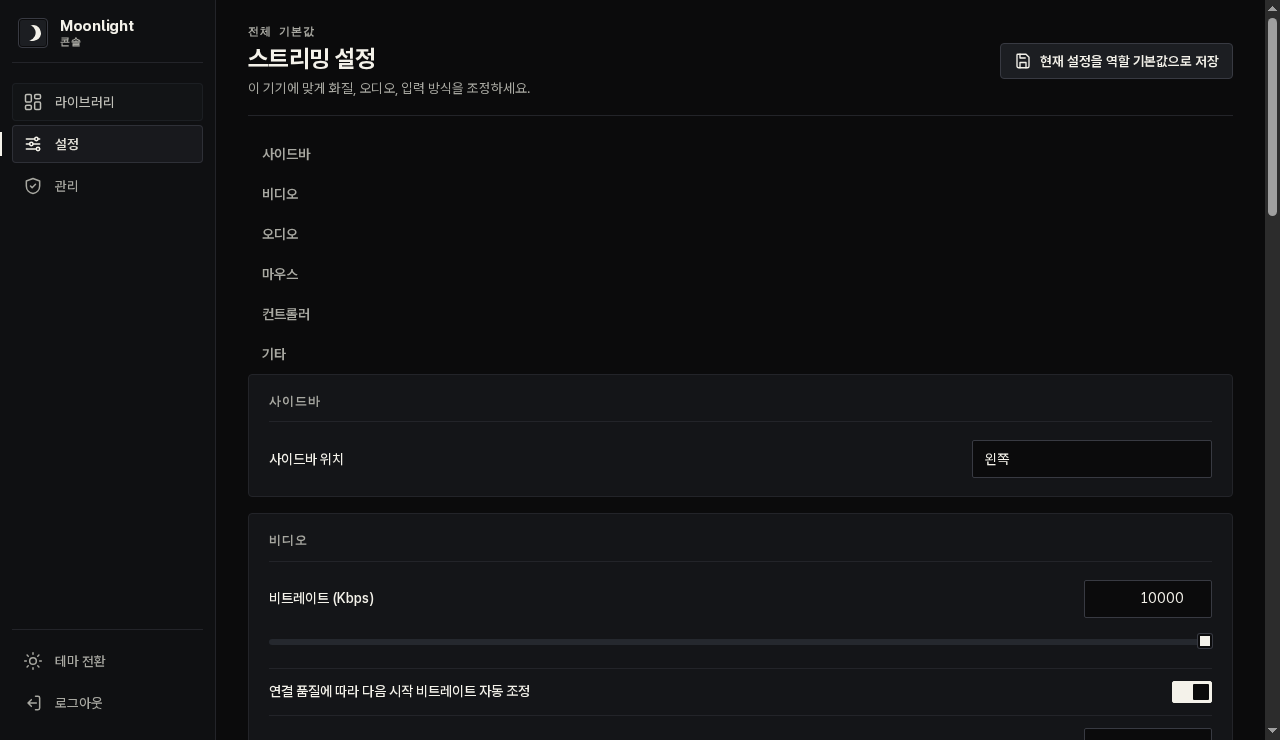 Moonlight
콘솔
라이브러리
설정
관리
테마 전환
로그아웃
전체 기본값
스트리밍 설정
이 기기에 맞게 화질, 오디오, 입력 방식을 조정하세요.
현재 설정을 역할 기본값으로 저장
사이드바
비디오
오디오
마우스
컨트롤러
기타
사이드바
사이드바 위치
왼쪽
비디오
비트레이트 (Kbps)
10000
연결 품질에 따라 다음 시작 비트레이트 자동 조정